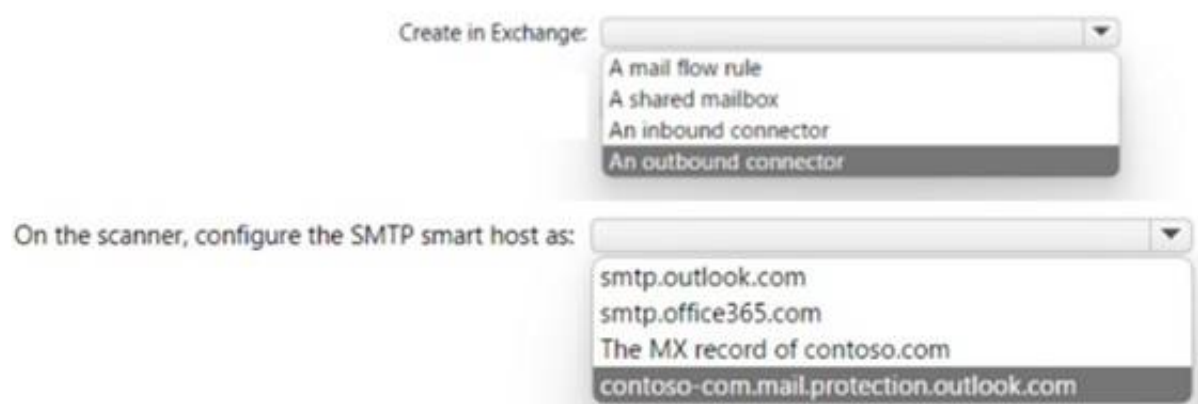 Create in Exchange:
A mail flow rule
A shared mailbox
An inbound connector
An outbound connector
On the scanner, configure the SMTP smart host as:
smtp.outlook.com
smtp.office365.com
The MX record of contoso.com
contoso-com.mail.protection.outlook.com